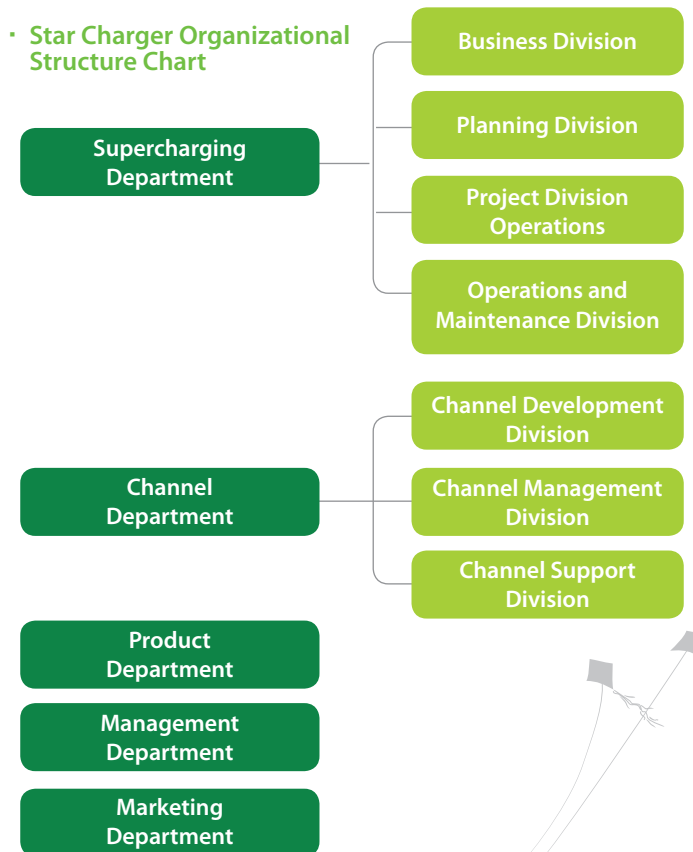 · Star Charger Organizational
Structure Chart
Supercharging
Department
Business Division
Planning Division
Project Division
Operations
Operations and
Maintenance Division
Channel
Department
Channel Development
Division
Channel Management
Division
Channel Support
Division
Product
Department
Management
Department
Marketing
Department